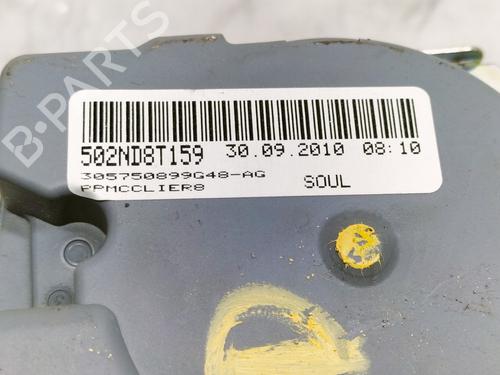 B-PARTS
502ND8T159 30.09.2010 08:10
305750899G48-AG
PPMCCLIER8 SOUL